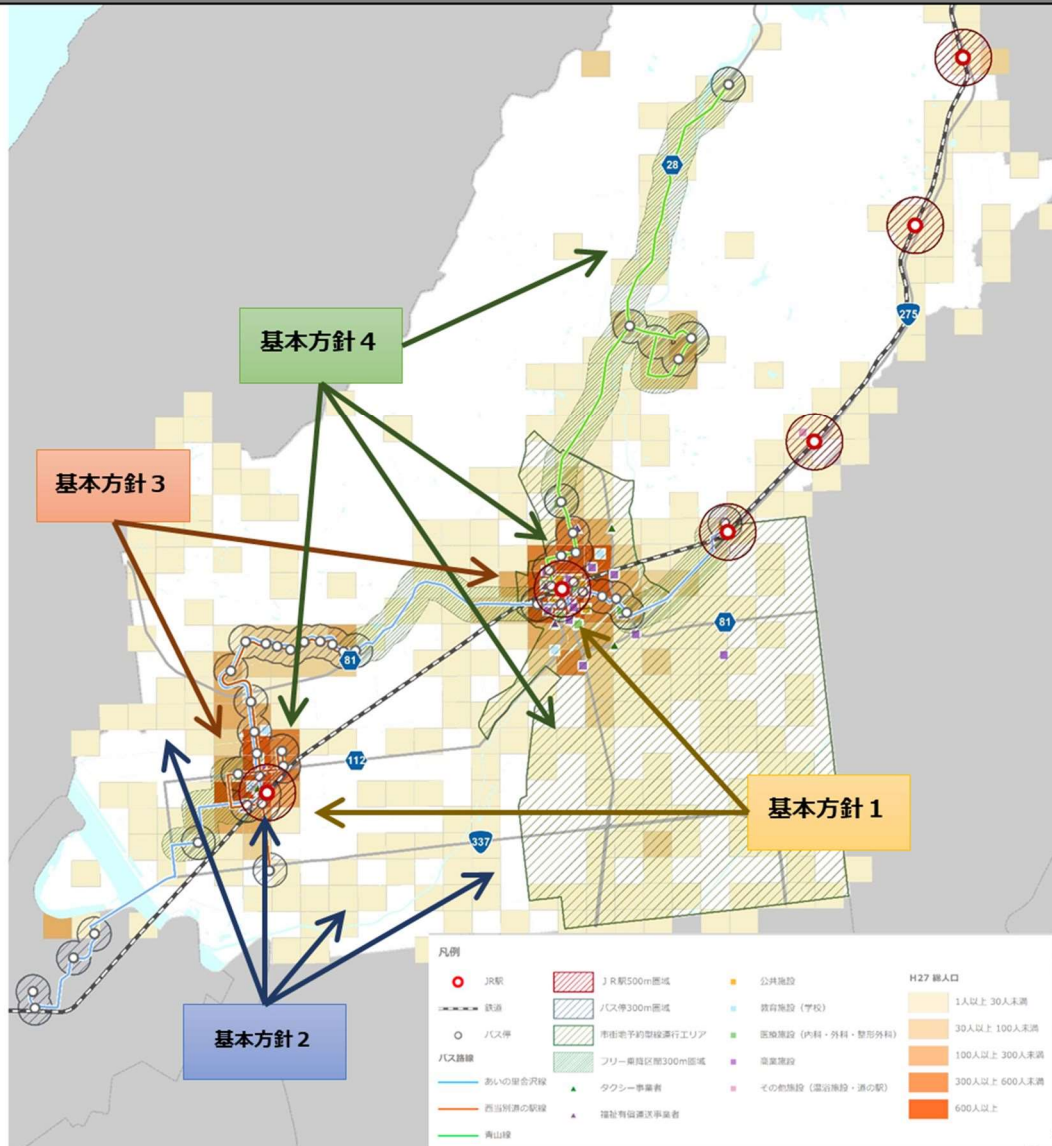 28
275
基本方針４
基本方針３
81
81
112
基本方針１
337
基本方針２
凡例
JR駅
鉄道
バス停
バス路線
あいの里金沢線
西当別道の駅線
青山線
ＪＲ駅500m圏域
バス停300m圏域
市街地予約型線運行エリア
フリー乗降区間300m圏域
タクシー事業者
福祉有償運送事業者
公共施設
教育施設（学校）
医療施設（内科・外科・整形外科）
商業施設
その他施設（温浴施設・道の駅）
H27 総人口
1人以上 30人未満
30人以上 100人未満
100人以上 300人未満
300人以上 600人未満
600人以上